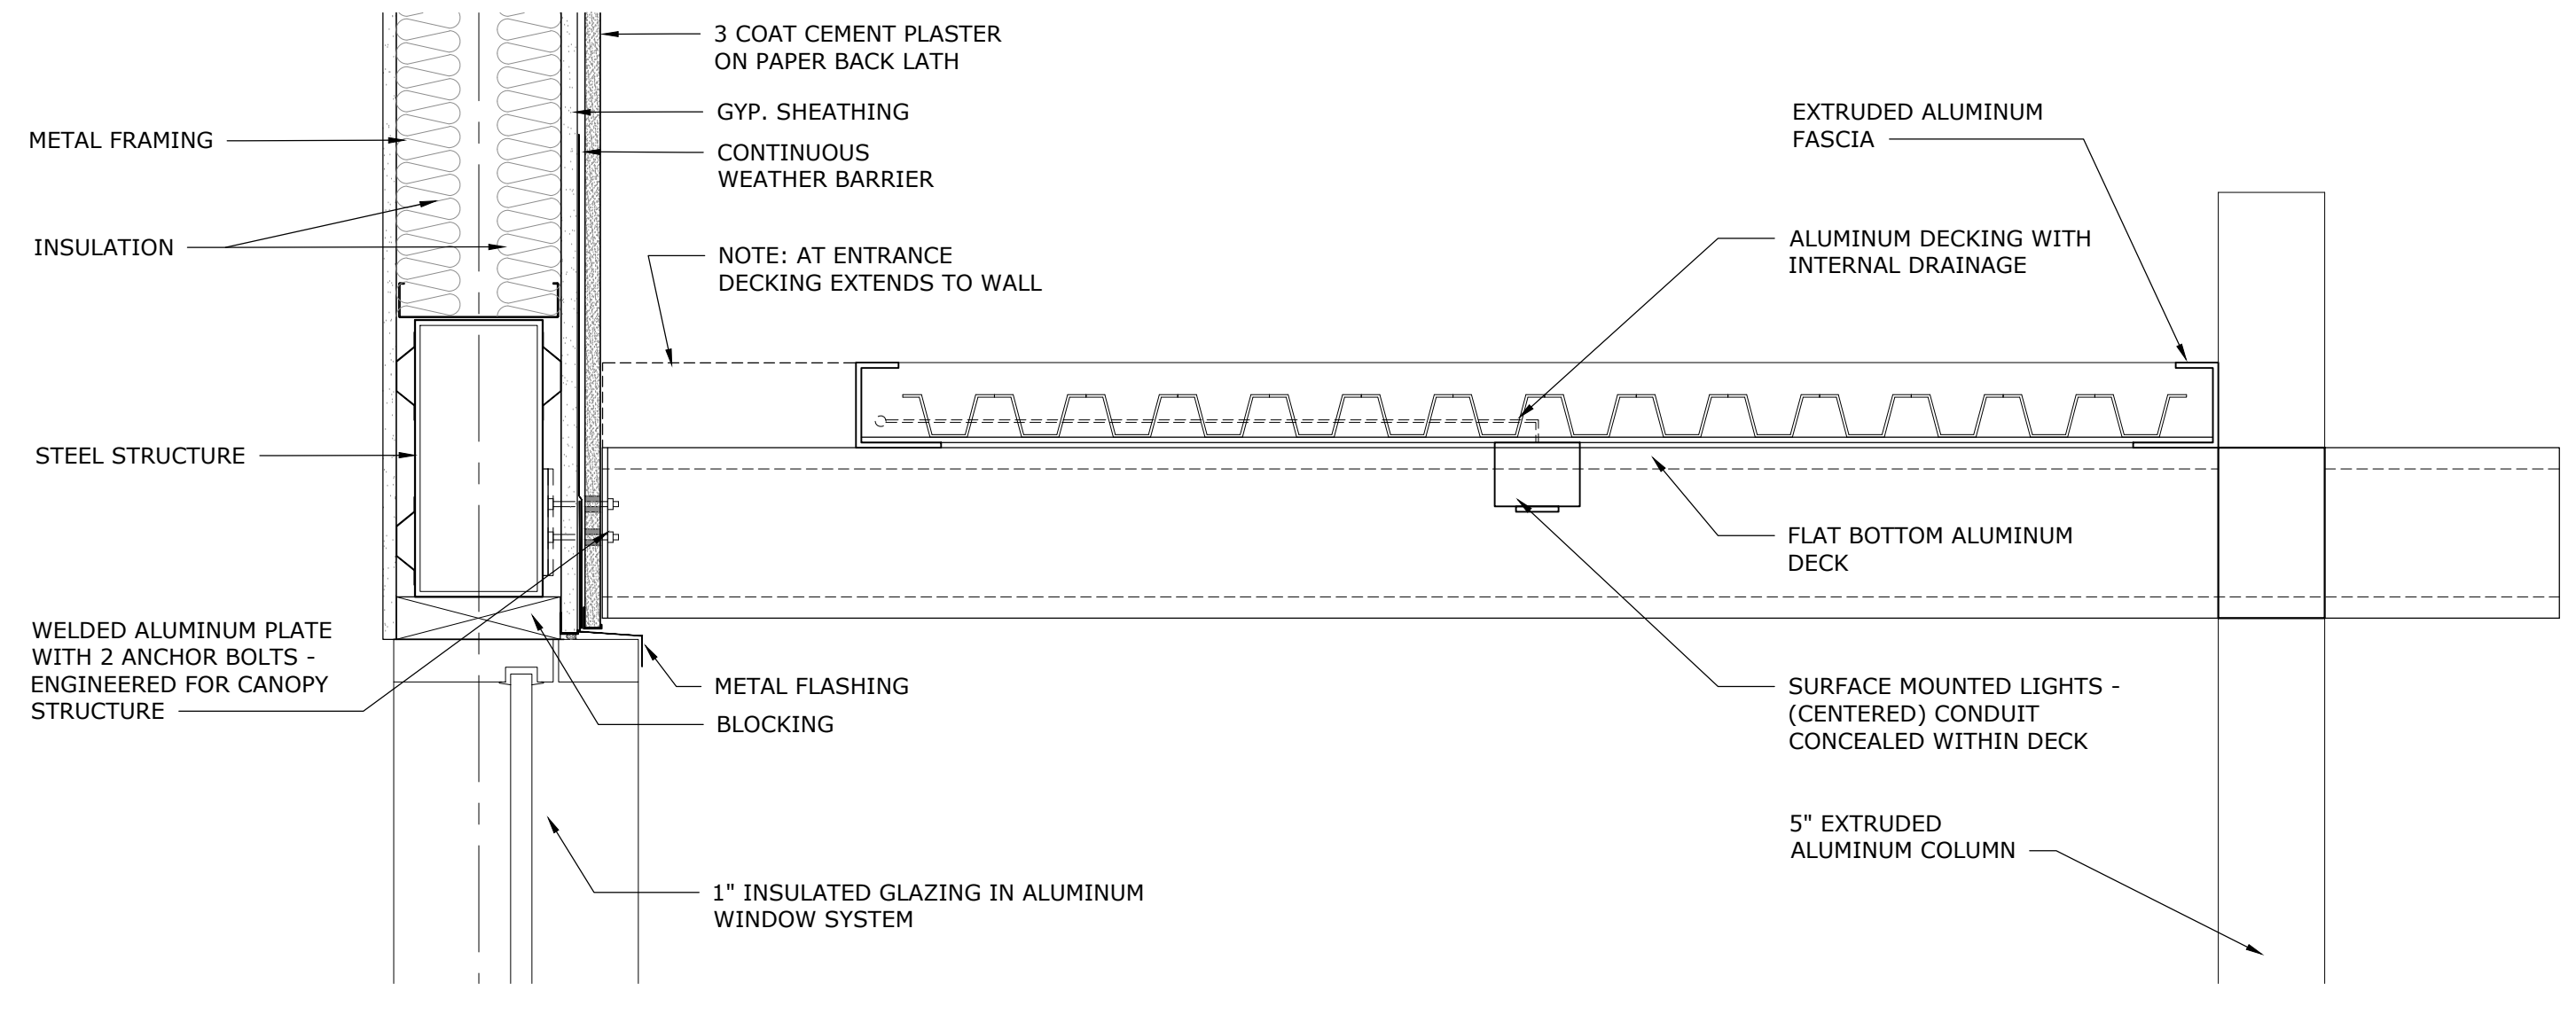 3 COAT CEMENT PLASTER
ON PAPER BACK LATH
GYP. SHEATHING
CONTINUOUS
WEATHER BARRIER
METAL FRAMING
INSULATION
NOTE: AT ENTRANCE
DECKING EXTENDS TO WALL
EXTRUDED ALUMINUM
FASCIA
ALUMINUM DECKING WITH
INTERNAL DRAINAGE
STEEL STRUCTURE
FLAT BOTTOM ALUMINUM
DECK
WELDED ALUMINUM PLATE
WITH 2 ANCHOR BOLTS -
ENGINEERED FOR CANOPY
STRUCTURE
METAL FLASHING
BLOCKING
SURFACE MOUNTED LIGHTS -
(CENTERED) CONDUIT
CONCEALED WITHIN DECK
5" EXTRUDED
ALUMINUM COLUMN
1" INSULATED GLAZING IN ALUMINUM
WINDOW SYSTEM